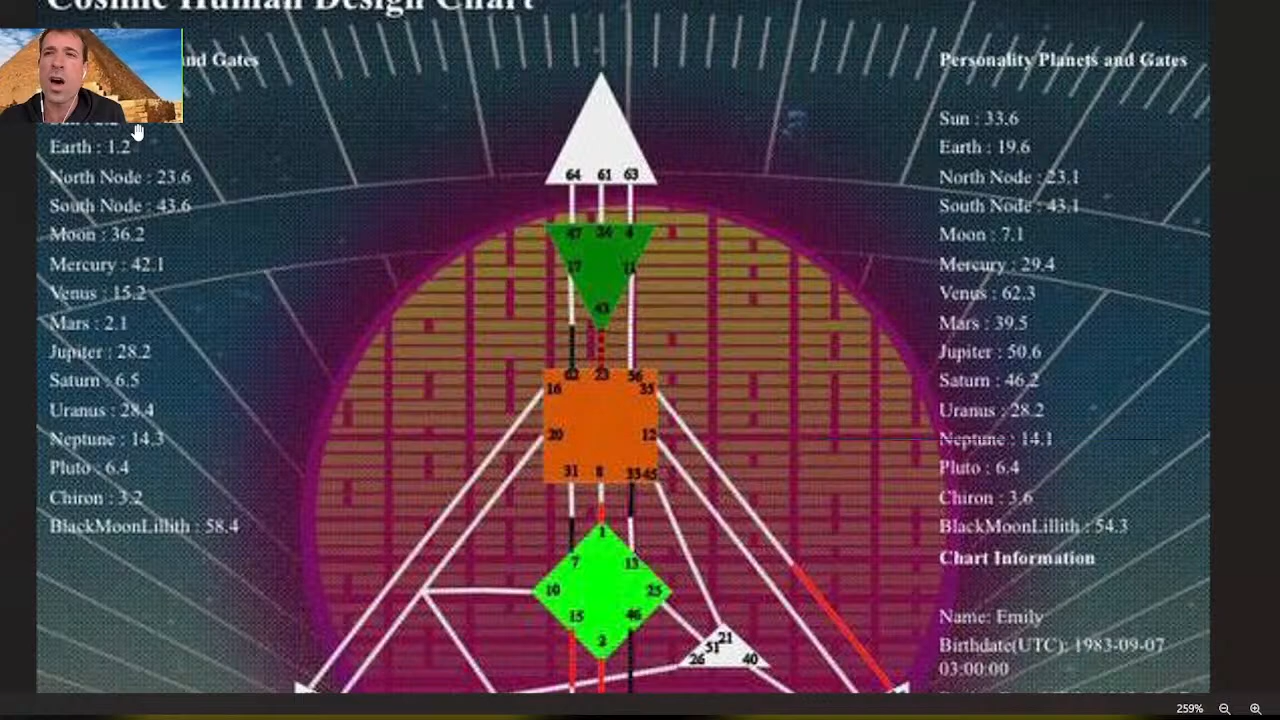 Cosmic Human Design Chart
nd Gates
Earth : 1.2
North Node : 23.6
South Node : 43.6
Moon : 36.2
Mercury : 42.1
Venus : 15.2
Mars : 2.1
Jupiter : 28.2
Saturn : 6.5
Uranus : 28.4
Neptune : 14.3
Pluto : 6.4
Chiron : 3.2
BlackMoonLillith : 58.4
64 61 63
47 24 4
17 11
43
62 23 56
16 35
20 12
31 8 33 45
1
7 13
10 25
15 46
2
21
51
26 40
Personality Planets and Gates
Sun : 33.6
Earth : 19.6
North Node : 23.1
South Node : 43.1
Moon : 7.1
Mercury : 29.4
Venus : 62.3
Mars : 39.5
Jupiter : 50.6
Saturn : 46.2
Uranus : 28.2
Neptune : 14.1
Pluto : 6.4
Chiron : 3.6
BlackMoonLillith : 54.3
Chart Information
Name: Emily
Birthdate(UTC): 1983-09-07
03:00:00
259%